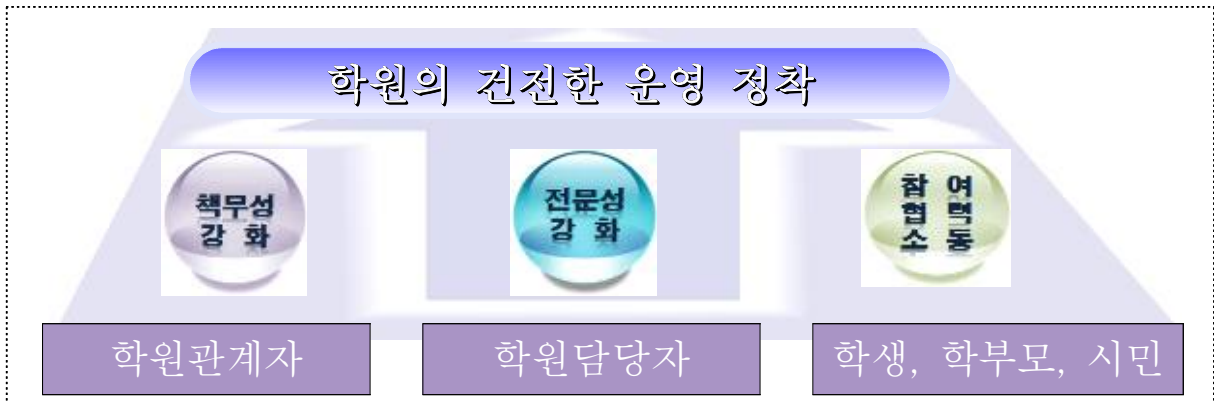 학원의 건전한 운영 정착
책무성
강 화
전문성
강 화
참 여
협 력
소 통
학원관계자
학원담당자
학생, 학부모, 시민